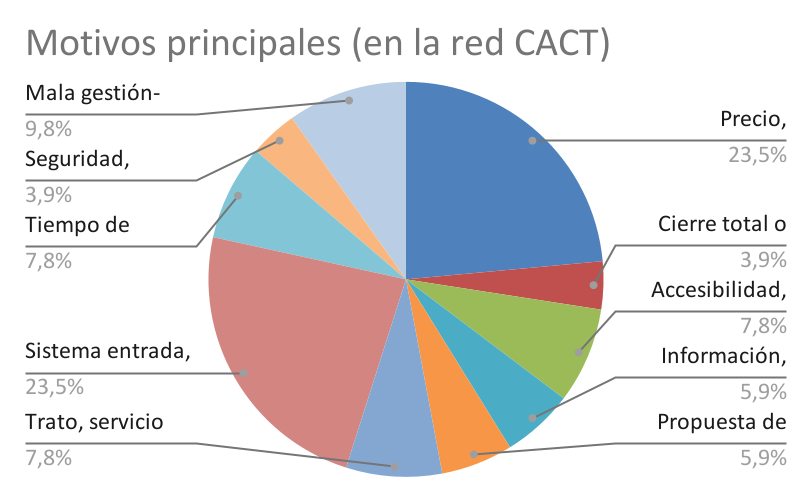 Motivos principales (en la red CACT)
Mala gestión-
9,8%
Seguridad,
3,9%
Tiempo de
7,8%
Sistema entrada,
23,5%
Trato, servicio
7,8%
Precio,
23,5%
Cierre total o
3,9%
Accesibilidad,
7,8%
Información,
5,9%
Propuesta de
5,9%